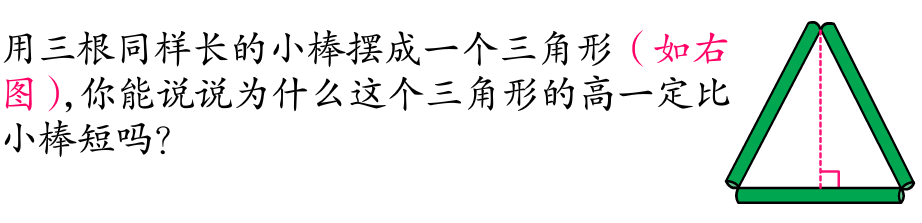 用三根同样长的小棒摆成一个三角形（如右
图），你能说说为什么这个三角形的高一定比
小棒短吗？